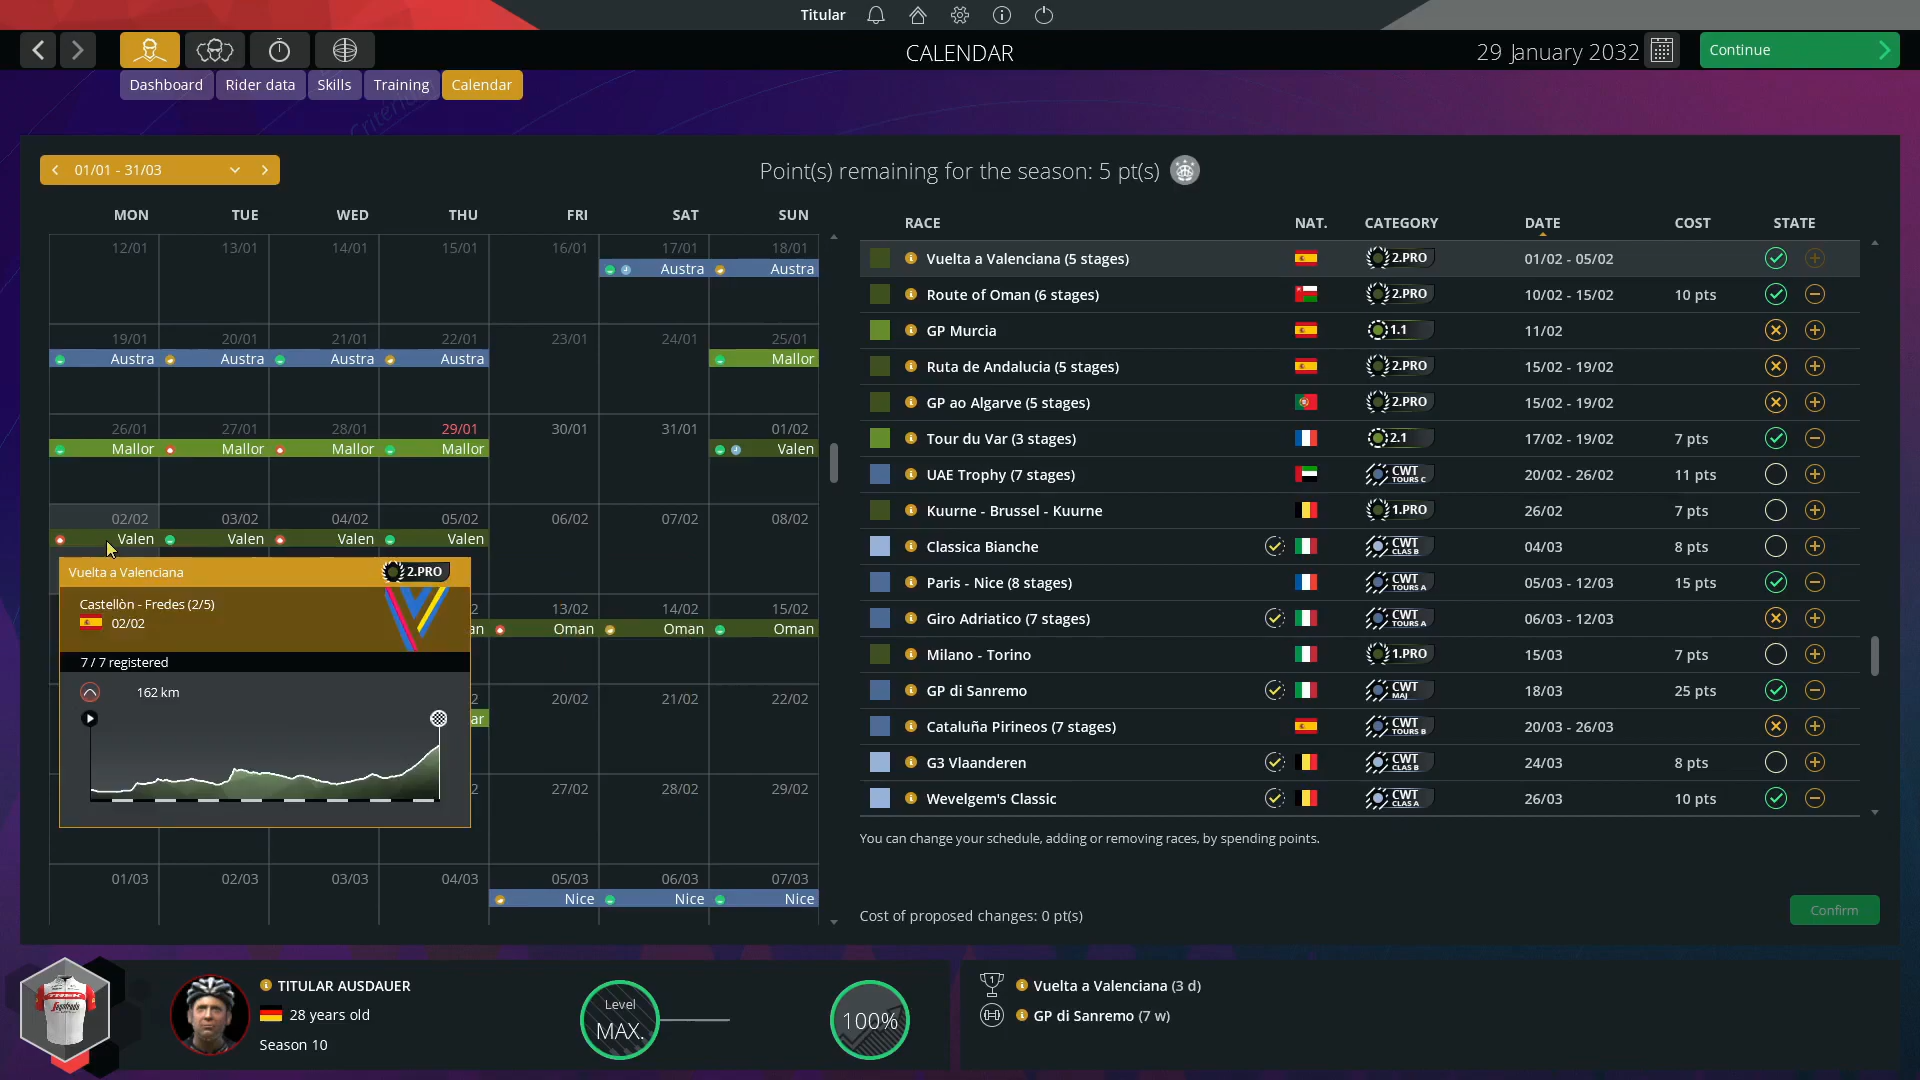 Titular
CALENDAR
29 January 2032
Continue
Dashboard
Rider data
Skills
Training
Calendar
01/01 - 31/03
Point(s) remaining for the season: 5 pt(s)
MON TUE WED THU FRI SAT SUN
12/01 13/01 14/01 15/01 16/01 17/01 18/01
Austra Austra
19/01 20/01 21/01 22/01 23/01 24/01 25/01
Austra Austra Austra Austra Mallor
26/01 27/01 28/01 29/01 30/01 31/01 01/02
Mallor Mallor Mallor Mallor Valen
02/02 03/02 04/02 05/02 06/02 07/02 08/02
Valen Valen Valen Valen
2 13/02 14/02 15/02
an Oman Oman Oman
2 20/02 21/02 22/02
ar
2 27/02 28/02 29/02
01/03 02/03 03/03 04/03 05/03 06/03 07/03
Nice Nice Nice
Vuelta a Valenciana 2.PRO
Castellòn - Fredes (2/5)
02/02
7 / 7 registered
162 km
RACE NAT. CATEGORY DATE COST STATE
Vuelta a Valenciana (5 stages) 2.PRO 01/02 - 05/02
Route of Oman (6 stages) 2.PRO 10/02 - 15/02 10 pts
GP Murcia 1.1 11/02
Ruta de Andalucia (5 stages) 2.PRO 15/02 - 19/02
GP ao Algarve (5 stages) 2.PRO 15/02 - 19/02
Tour du Var (3 stages) 2.1 17/02 - 19/02 7 pts
UAE Trophy (7 stages) CWT TOURS C 20/02 - 26/02 11 pts
Kuurne - Brussel - Kuurne 1.PRO 26/02 7 pts
Classica Bianche CWT CLAS B 04/03 8 pts
Paris - Nice (8 stages) CWT TOURS A 05/03 - 12/03 15 pts
Giro Adriatico (7 stages) CWT TOURS A 06/03 - 12/03
Milano - Torino 1.PRO 15/03 7 pts
GP di Sanremo CWT MAJ 18/03 25 pts
Cataluña Pirineos (7 stages) CWT TOURS B 20/03 - 26/03
G3 Vlaanderen CWT CLAS B 24/03 8 pts
Wevelgem's Classic CWT CLAS A 26/03 10 pts
You can change your schedule, adding or removing races, by spending points.
Cost of proposed changes: 0 pt(s)
Confirm
TITULAR AUSDAUER
28 years old
Season 10
Level
MAX.
100%
Vuelta a Valenciana (3 d)
GP di Sanremo (7 w)